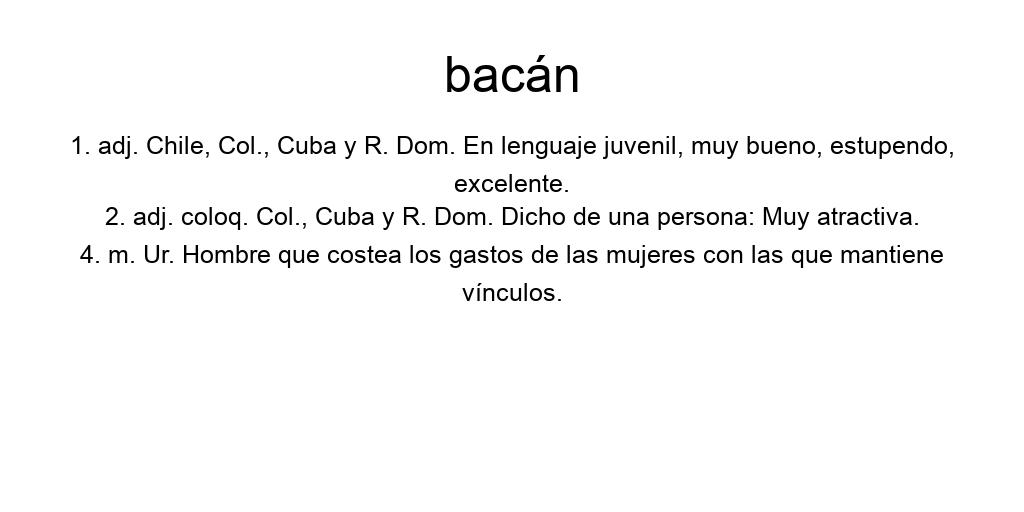 bacán
1. adj. Chile, Col., Cuba y R. Dom. En lenguaje juvenil, muy bueno, estupendo,
excelente.
2. adj. coloq. Col., Cuba y R. Dom. Dicho de una persona: Muy atractiva.
4. m. Ur. Hombre que costea los gastos de las mujeres con las que mantiene
vínculos.